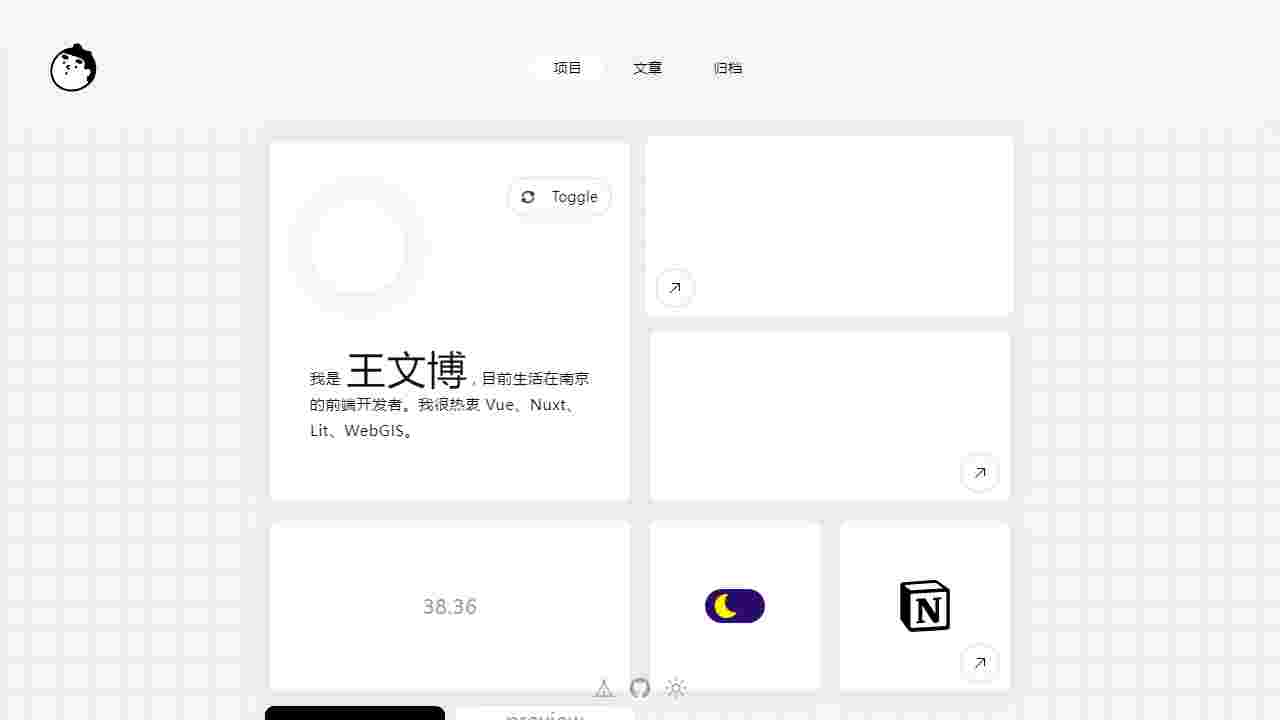 项目
文章
归档
Toggle
我是 王文博 , 目前生活在南京
的前端开发者。我很热衷 Vue、Nuxt、
Lit、WebGIS。
38.36
N
preview